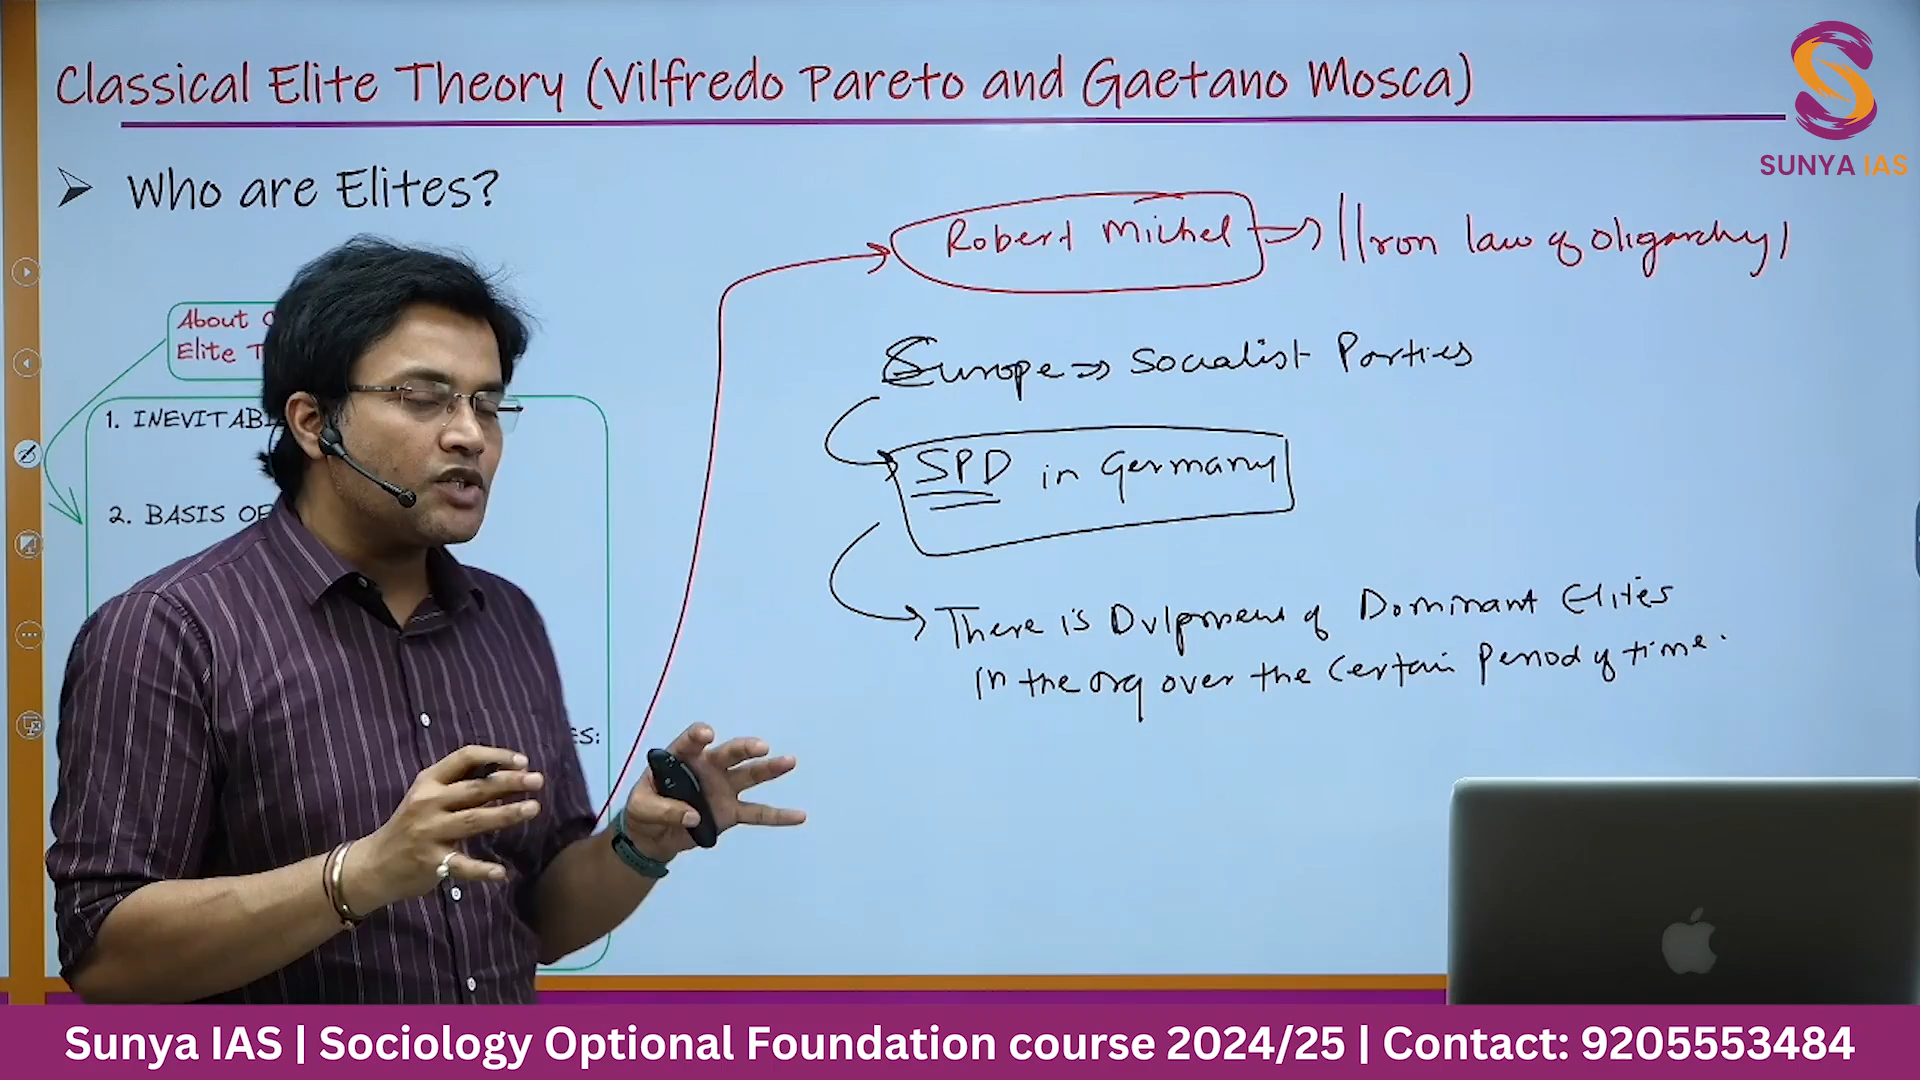 Classical Elite Theory (Vilfredo Pareto and Gaetano Mosca)
SUNYA IAS
➢ Who are Elites?
Robert Michel → Iron law of oligarchy
About
Elite T
Europe => Socialist Parties
1. INEVITAB
SPD in Germany
2. BASIS OF
There is Dvlpment of Dominant Elites
in the org over the certain period of time.
ES:
Sunya IAS | Sociology Optional Foundation course 2024/25 | Contact: 9205553484